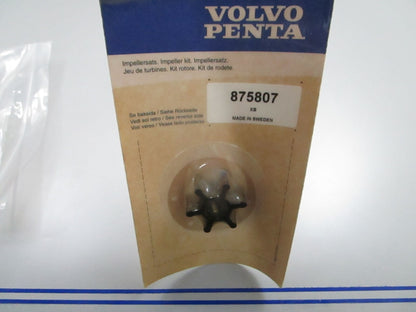 VOLVO
PENTA
Impellersats. Impeller kit. Impellersatz.
Jeu de turbines. Kit rotore. Kit de rodete.
875807
KB
MADE IN SWEDEN
Se baksida / Siehe Rückseite
Vedi sul retro / See reverse side
Voir verso / Véase lado posterior